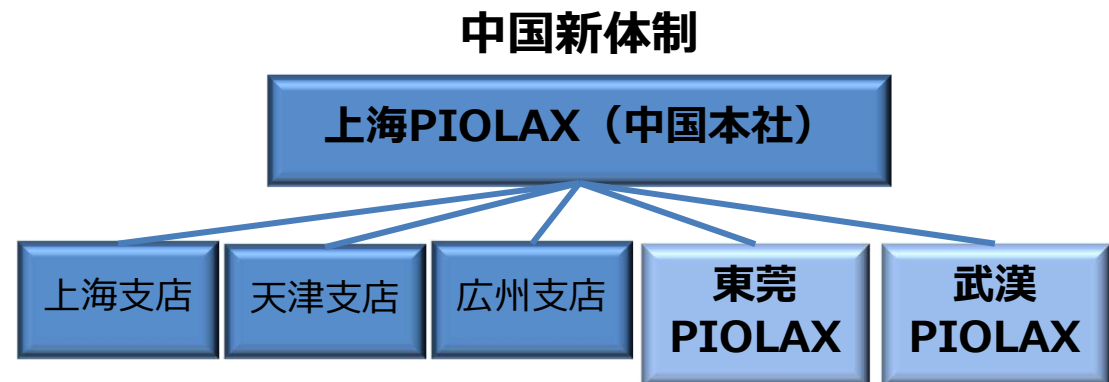 中国新体制
上海PIOLAX（中国本社）
上海支店
天津支店
広州支店
東莞
PIOLAX
武漢
PIOLAX